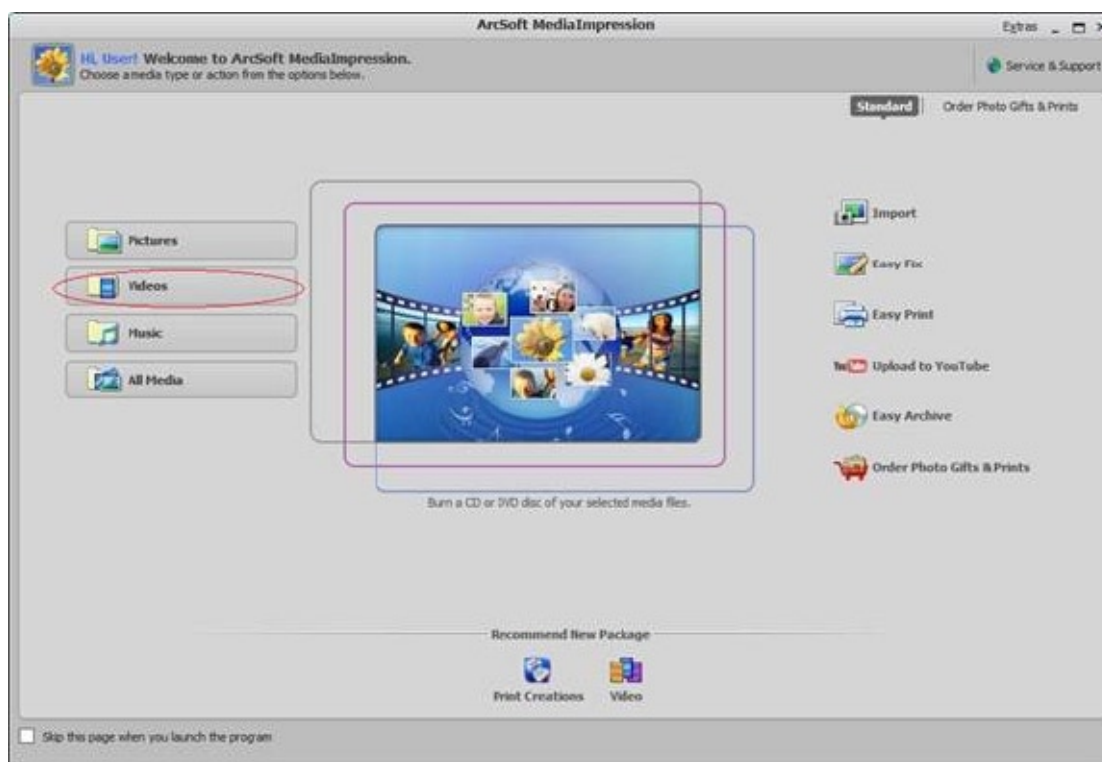 ArcSoft MediaImpression
Extras
Hi, User! Welcome to ArcSoft MediaImpression.
Choose a media type or action from the options below.
Service & Support
Standard
Order Photo Gifts & Prints
Pictures
Videos
Music
All Media
Import
Easy Fix
Easy Print
You Upload to YouTube
Easy Archive
Order Photo Gifts & Prints
Burn a CD or DVD disc of your selected media files.
Recommend New Package
Print Creations
Video
Skip this page when you launch the program